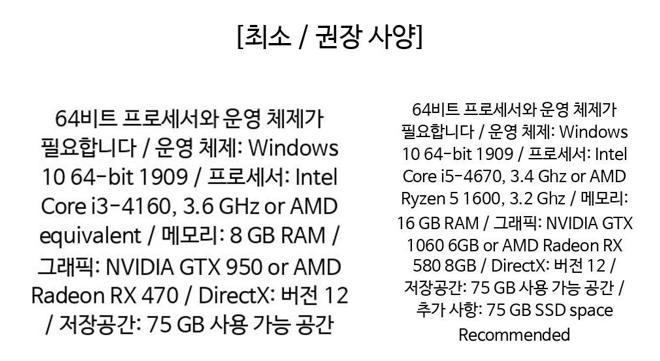 [최소 / 권장 사양]
64비트 프로세서와 운영 체제가
필요합니다 / 운영 체제: Windows
10 64-bit 1909 / 프로세서: Intel
Core i3-4160, 3.6 GHz or AMD
equivalent / 메모리: 8 GB RAM /
그래픽: NVIDIA GTX 950 or AMD
Radeon RX 470 / DirectX: 버전 12
/ 저장공간: 75 GB 사용 가능 공간
64비트 프로세서와 운영 체제가
필요합니다 / 운영 체제: Windows
10 64-bit 1909 / 프로세서: Intel
Core i5-4670, 3.4 Ghz or AMD
Ryzen 5 1600, 3.2 Ghz / 메모리:
16 GB RAM / 그래픽: NVIDIA GTX
1060 6GB or AMD Radeon RX
580 8GB / DirectX: 버전 12 /
저장공간: 75 GB 사용 가능 공간 /
추가 사항: 75 GB SSD space
Recommended